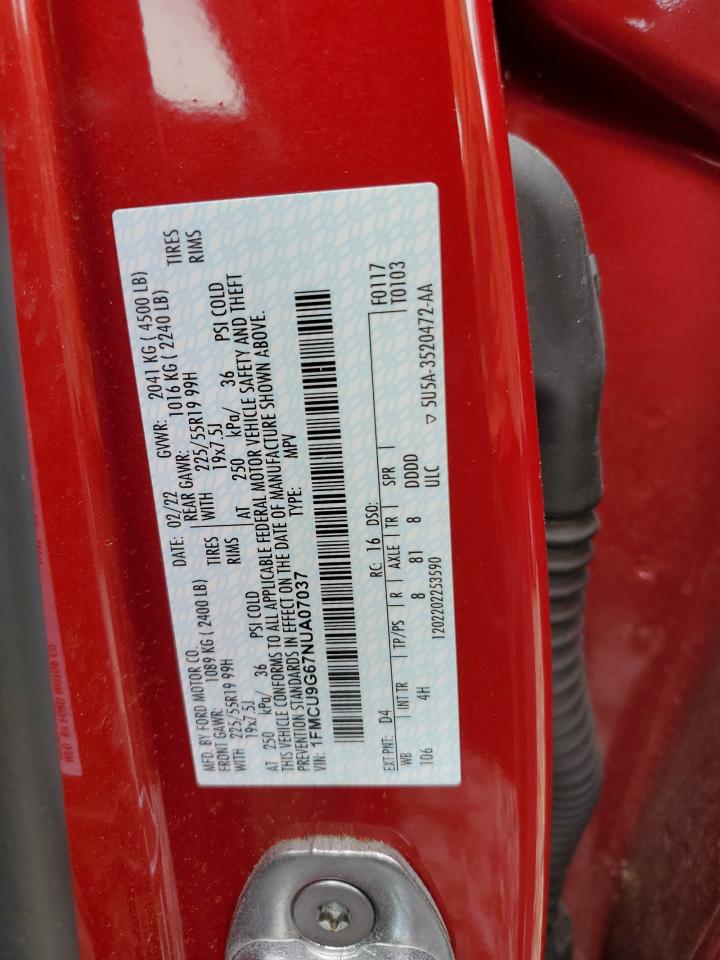 MFD. BY FORD MOTOR CO.
DATE: 02/22 GVWR: 2041 KG ( 4500 LB)
FRONT GAWR: 1089 KG ( 2400 LB) REAR GAWR: 1016 KG ( 2240 LB)
WITH 225/55R19 99H TIRES WITH 225/55R19 99H TIRES
19x7.5J RIMS 19x7.5J RIMS
AT 250 kPa/ 36 PSI COLD AT 250 kPa/ 36 PSI COLD
THIS VEHICLE CONFORMS TO ALL APPLICABLE FEDERAL MOTOR VEHICLE SAFETY AND THEFT
PREVENTION STANDARDS IN EFFECT ON THE DATE OF MANUFACTURE SHOWN ABOVE.
VIN: 1FMCU9G67NUA07037 TYPE: MPV
F0117
EXT PNT: D4 RC: 16 DSO: T0103
WB INT TR TP/PS R AXLE TR SPR
106 4H 8 81 8 DDDD
1202202253590 ULC ▽ 5U5A-3520472-AA